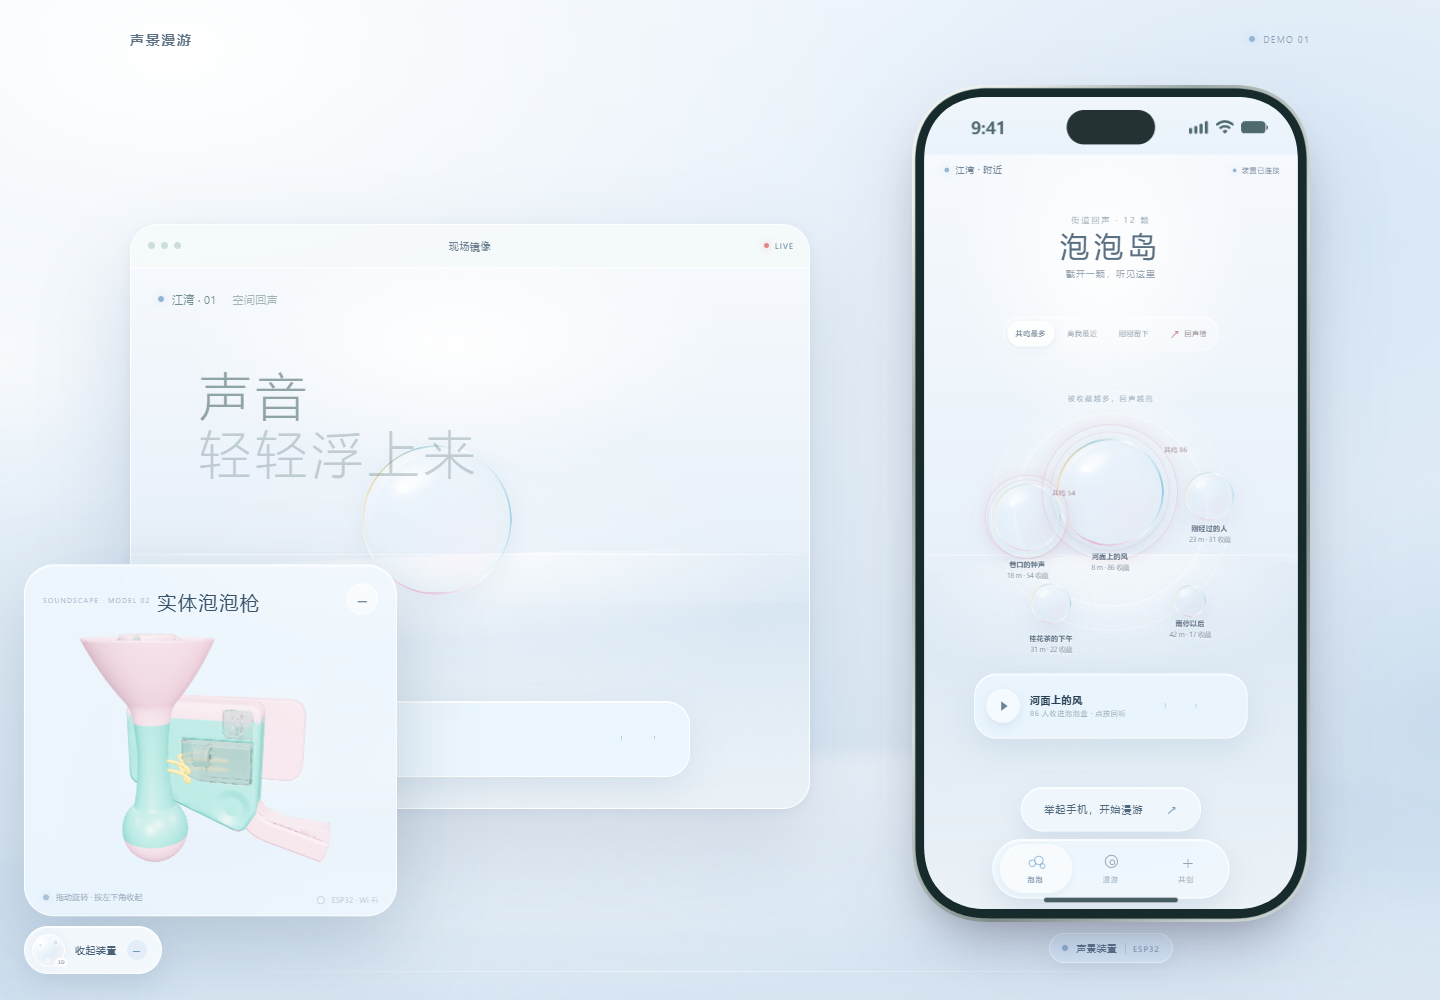 声景漫游
DEMO 01
现场镜像
LIVE
江湾 · 01 空间回声
声音
轻轻浮上来
SOUNDSCAPE · MODEL 02 实体泡泡枪
拖动旋转 · 按左下角收起
ESP32 · Wi-Fi
收起装置
3D
9:41
江湾 · 附近
装置已连接
街道回声 · 12 颗
泡泡岛
戳开一颗，听见这里
共鸣最多 离我最近 刚刚留下 ↗ 回声榜
被收藏越多，回声越亮
共鸣 86
共鸣 54
刚经过的人
23 m · 31 收藏
河面上的风
8 m · 86 收藏
巷口的钟声
18 m · 54 收藏
雨停以后
42 m · 17 收藏
桂花茶的下午
31 m · 22 收藏
河面上的风
86 人收进泡泡盒 · 点按回听
举起手机，开始漫游 ↗
泡泡 漫游 共创
声景装置 | ESP32